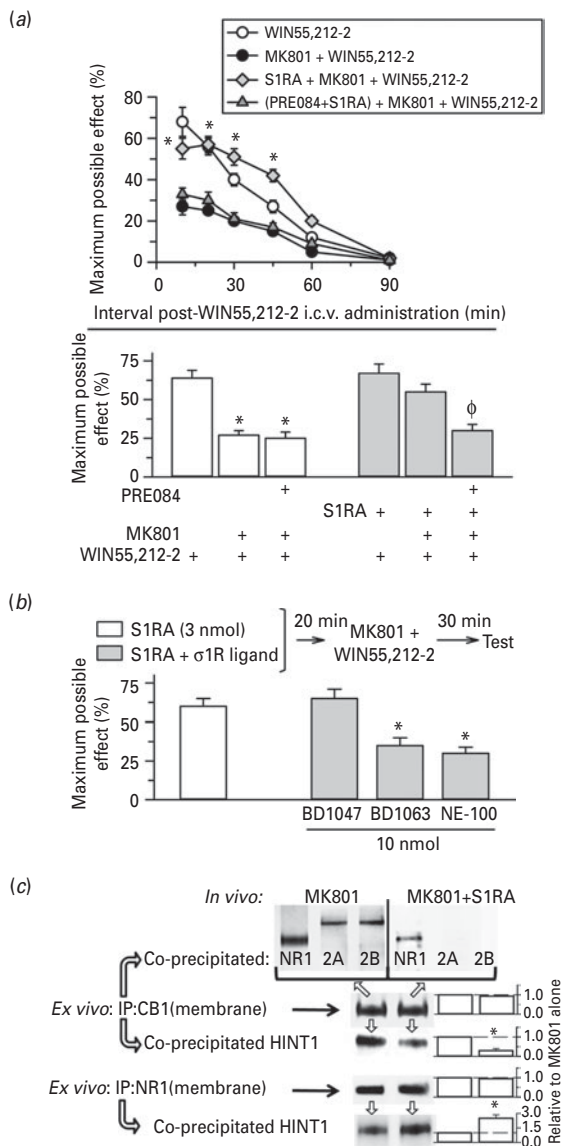 (a)
WIN55,212-2
MK801 + WIN55,212-2
S1RA + MK801 + WIN55,212-2
(PRE084+S1RA) + MK801 + WIN55,212-2
Maximum possible effect (%)
80
60
40
20
0
* * * *
0 30 60 90
Interval post-WIN55,212-2 i.c.v. administration (min)
Maximum possible
effect (%)
75
50
25
* * ϕ
PRE084 + +
S1RA + + +
MK801 + + + +
WIN55,212-2 + + + + + +
(b)
S1RA (3 nmol)
S1RA + σ1R ligand
20 min
MK801 +
WIN55,212-2
30 min
Test
Maximum possible
effect (%)
75
50
25
* *
BD1047 BD1063 NE-100
10 nmol
(c)
In vivo: MK801 MK801+S1RA
Co-precipitated: NR1 2A 2B NR1 2A 2B
Ex vivo: IP:CB1(membrane)
1.0
0.0
Co-precipitated HINT1
*
1.0
0.0
Ex vivo: IP:NR1(membrane)
1.0
0.0
Co-precipitated HINT1
*
3.0
1.5
0.0
Relative to MK801 alone